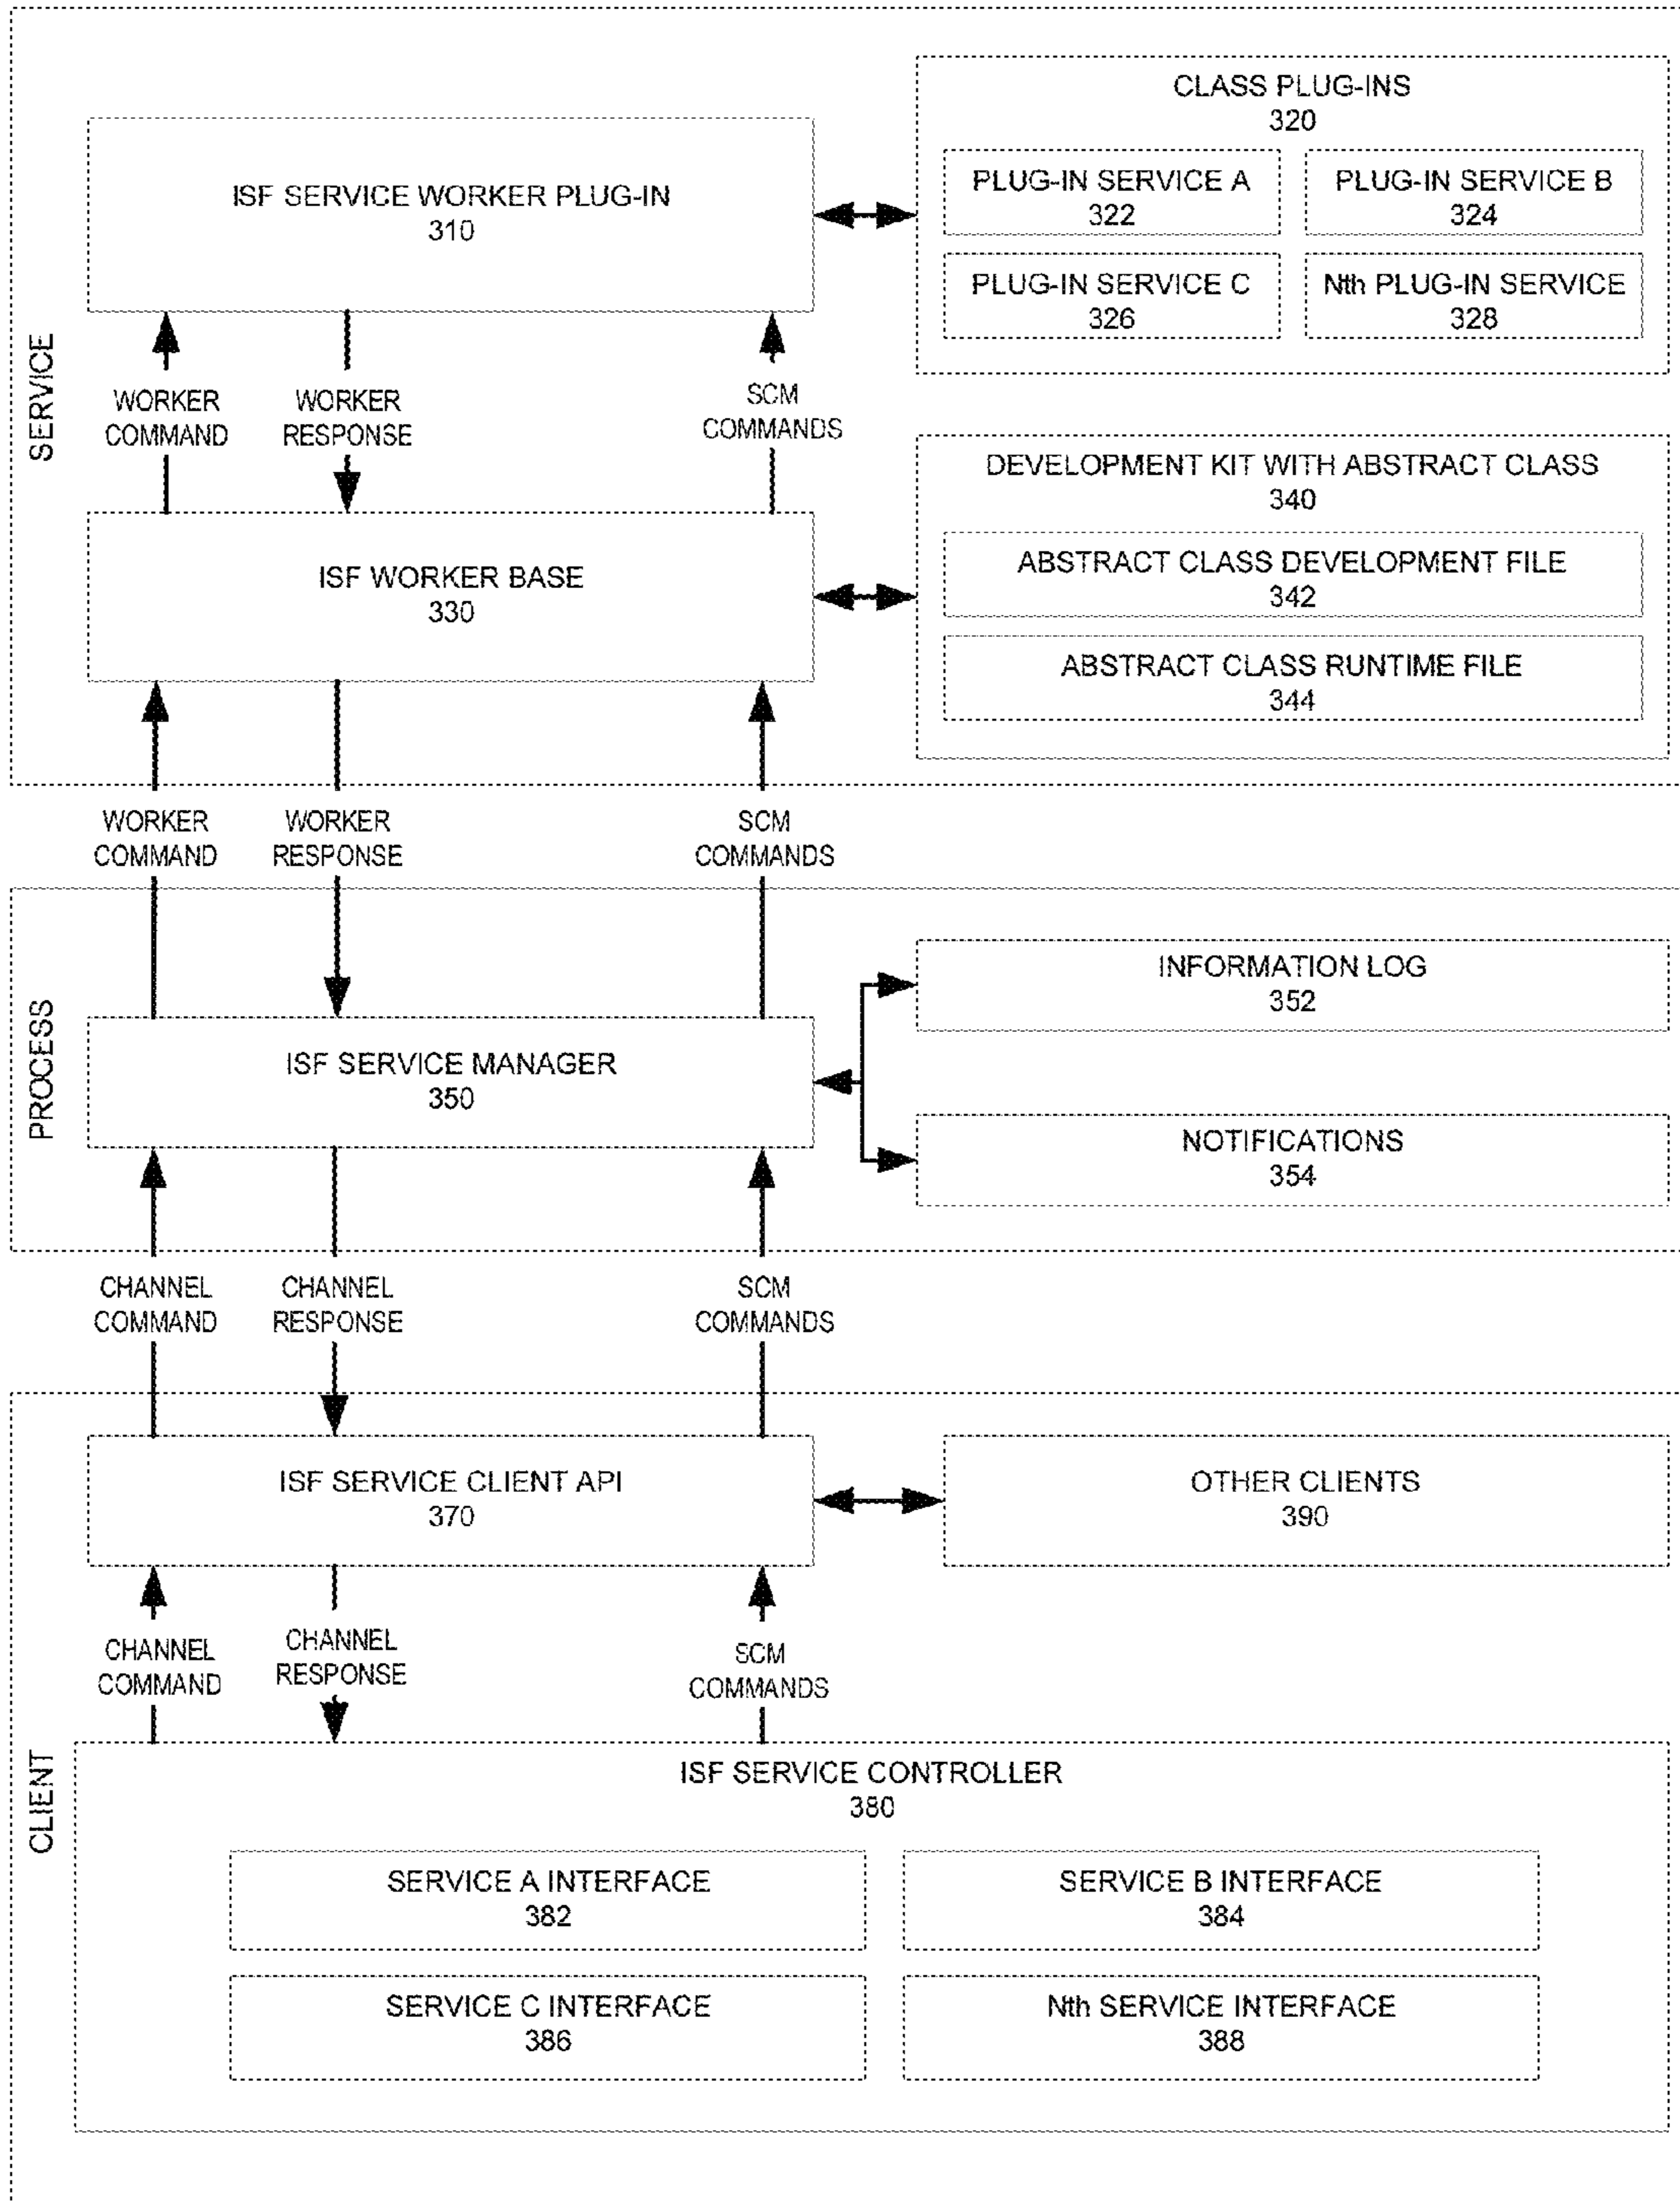 SERVICE
CLASS PLUG-INS
320
ISF SERVICE WORKER PLUG-IN
310
PLUG-IN SERVICE A
322
PLUG-IN SERVICE B
324
PLUG-IN SERVICE C
326
Nth PLUG-IN SERVICE
328
WORKER
COMMAND
WORKER
RESPONSE
SCM
COMMANDS
DEVELOPMENT KIT WITH ABSTRACT CLASS
340
ISF WORKER BASE
330
ABSTRACT CLASS DEVELOPMENT FILE
342
ABSTRACT CLASS RUNTIME FILE
344
WORKER
COMMAND
WORKER
RESPONSE
SCM
COMMANDS
PROCESS
INFORMATION LOG
352
ISF SERVICE MANAGER
350
NOTIFICATIONS
354
CHANNEL
COMMAND
CHANNEL
RESPONSE
SCM
COMMANDS
CLIENT
ISF SERVICE CLIENT API
370
OTHER CLIENTS
390
CHANNEL
COMMAND
CHANNEL
RESPONSE
SCM
COMMANDS
ISF SERVICE CONTROLLER
380
SERVICE A INTERFACE
382
SERVICE B INTERFACE
384
SERVICE C INTERFACE
386
Nth SERVICE INTERFACE
388